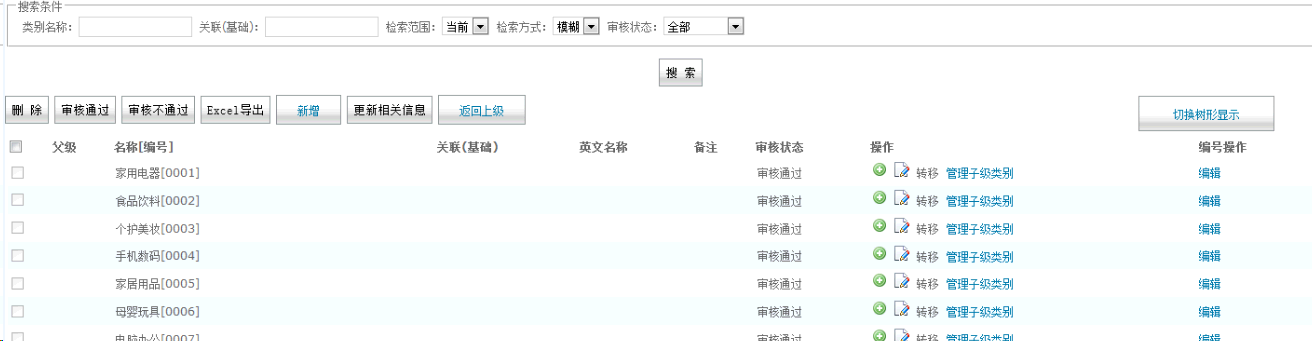 搜索条件
类别名称: 关联(基础): 检索范围: 当前 检索方式: 模糊 审核状态: 全部
搜 索
删 除 审核通过 审核不通过 Excel导出 新增 更新相关信息 返回上级 切换树形显示
父级 名称[编号] 关联(基础) 英文名称 备注 审核状态 操作 编号操作
家用电器[0001] 审核通过 转移 管理子级类别 编辑
食品饮料[0002] 审核通过 转移 管理子级类别 编辑
个护美妆[0003] 审核通过 转移 管理子级类别 编辑
手机数码[0004] 审核通过 转移 管理子级类别 编辑
家居用品[0005] 审核通过 转移 管理子级类别 编辑
母婴玩具[0006] 审核通过 转移 管理子级类别 编辑
电脑办公[0007] 审核通过 转移 管理子级类别 编辑